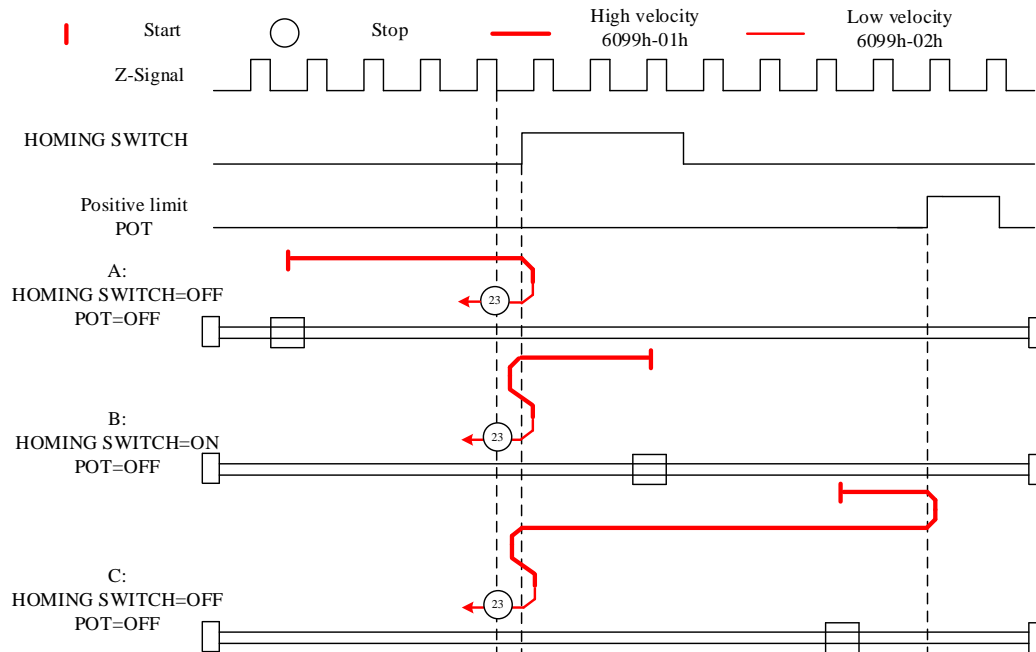 Start
Stop
High velocity
6099h-01h
Low velocity
6099h-02h
Z-Signal
HOMING SWITCH
Positive limit
POT
A:
HOMING SWITCH=OFF
POT=OFF
23
B:
HOMING SWITCH=ON
POT=OFF
23
C:
HOMING SWITCH=OFF
POT=OFF
23